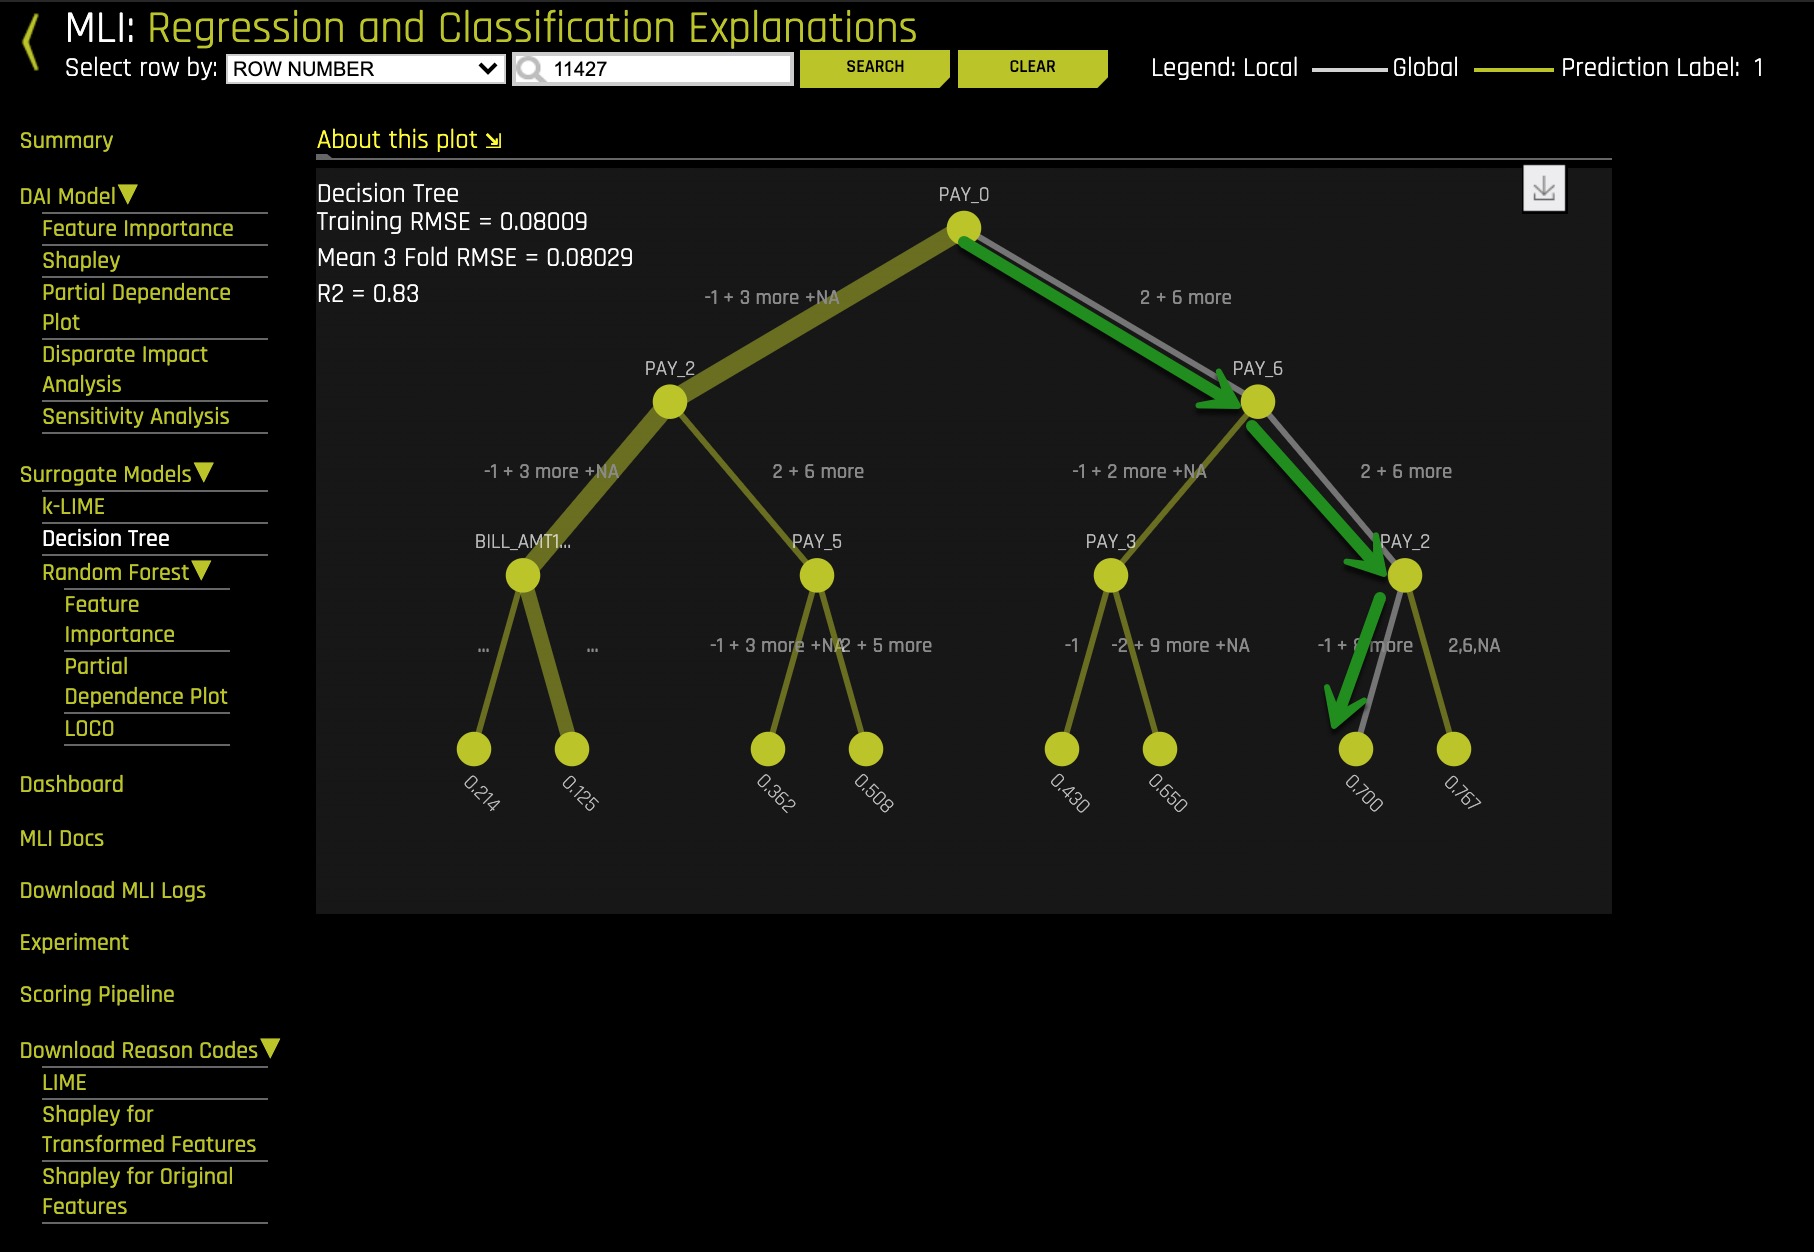 MLI: Regression and Classification Explanations
Select row by: ROW NUMBER 11427 SEARCH CLEAR Legend: Local Global Prediction Label: 1
Summary
DAI Model
Feature Importance
Shapley
Partial Dependence
Plot
Disparate Impact
Analysis
Sensitivity Analysis
Surrogate Models
k-LIME
Decision Tree
Random Forest
Feature
Importance
Partial
Dependence Plot
LOCO
Dashboard
MLI Docs
Download MLI Logs
Experiment
Scoring Pipeline
Download Reason Codes
LIME
Shapley for
Transformed Features
Shapley for Original
Features
About this plot
Decision Tree
Training RMSE = 0.08009
Mean 3 Fold RMSE = 0.08029
R2 = 0.83
PAY_0
-1 + 3 more +NA 2 + 6 more
PAY_2 PAY_6
-1 + 3 more +NA 2 + 6 more -1 + 2 more +NA 2 + 6 more
BILL_AMT1... PAY_5 PAY_3 PAY_2
... ... -1 + 3 more +NA 2 + 5 more -1 -2 + 9 more +NA -1 + more 2,6,NA
0.214 0.125 0.362 0.508 0.430 0.650 0.700 0.767